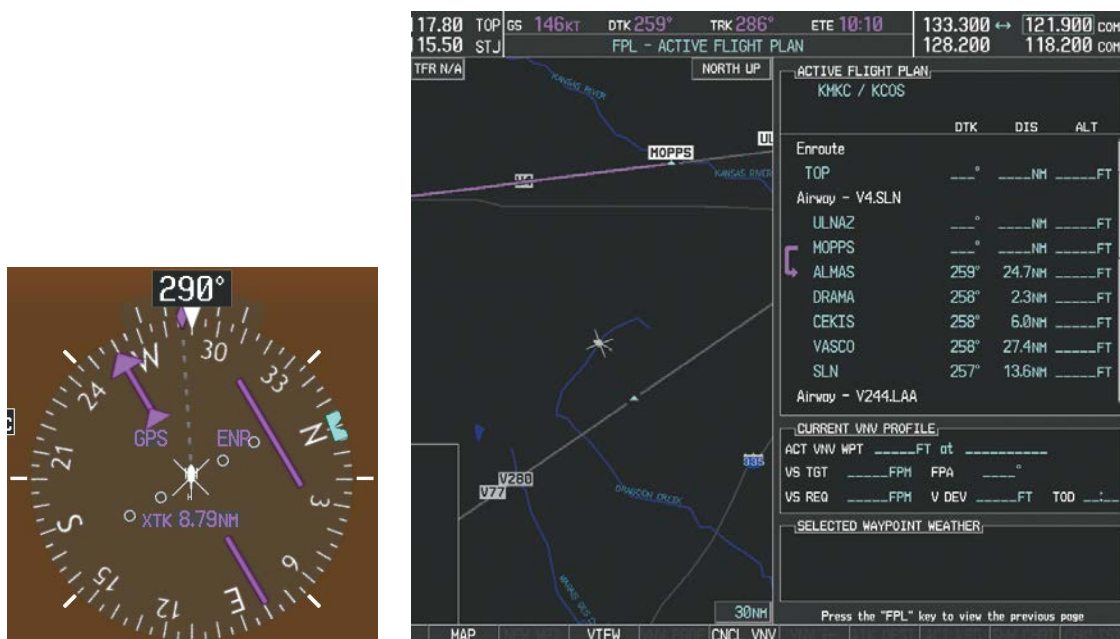 290°
W
30
33
24
N
GPS
ENR
21
3
XTK 8.79NM
S
6
15
12
E
117.80 TOP
115.50 STJ
GS 146KT DTK 259° TRK 286° ETE 10:10
FPL - ACTIVE FLIGHT PLAN
133.300 ↔ 121.900 COM
128.200 118.200 COM
TFR N/A
NORTH UP
KANSAS RIVER
MOPPS
UL
KANSAS RIVER
335
V280
V77
DRAGOON CREEK
30NM
ACTIVE FLIGHT PLAN
KMKC / KCOS
DTK DIS ALT
Enroute
TOP ___° ____NM _____FT
Airway - V4.SLN
ULNAZ ___° ____NM _____FT
MOPPS ___° ____NM _____FT
ALMAS 259° 24.7NM _____FT
DRAMA 258° 2.3NM _____FT
CEKIS 258° 6.0NM _____FT
VASCO 258° 27.4NM _____FT
SLN 257° 13.6NM _____FT
Airway - V244.LAA
CURRENT VNV PROFILE
ACT VNV WPT _____FT at __________
VS TGT _____FPM FPA ____°
VS REQ _____FPM V DEV _____FT TOD __:__
SELECTED WAYPOINT WEATHER
Press the "FPL" key to view the previous page
MAP VIEW CNCL VNV